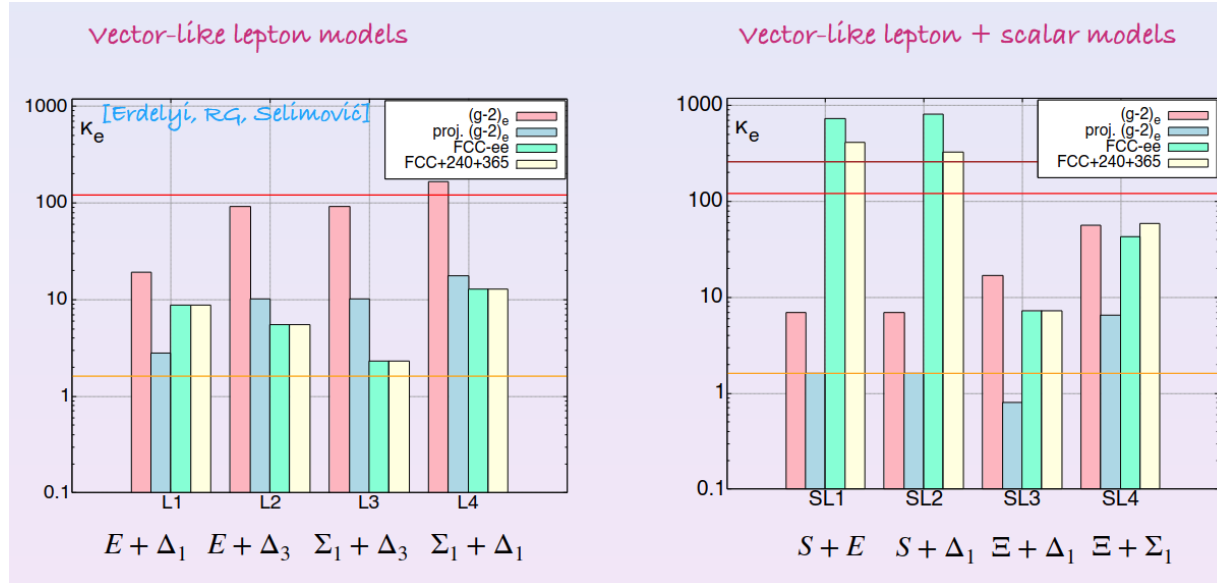 Vector-like lepton models
[Erdelyi, RG, Selimović]
κe
(g-2)e
proj. (g-2)e
FCC-ee
FCC+240+365
1000
100
10
1
0.1
L1 L2 L3 L4
E + Δ1 E + Δ3 Σ1 + Δ3 Σ1 + Δ1
Vector-like lepton + scalar models
κe
(g-2)e
proj. (g-2)e
FCC-ee
FCC+240+365
1000
100
10
1
0.1
SL1 SL2 SL3 SL4
S + E S + Δ1 Ξ + Δ1 Ξ + Σ1